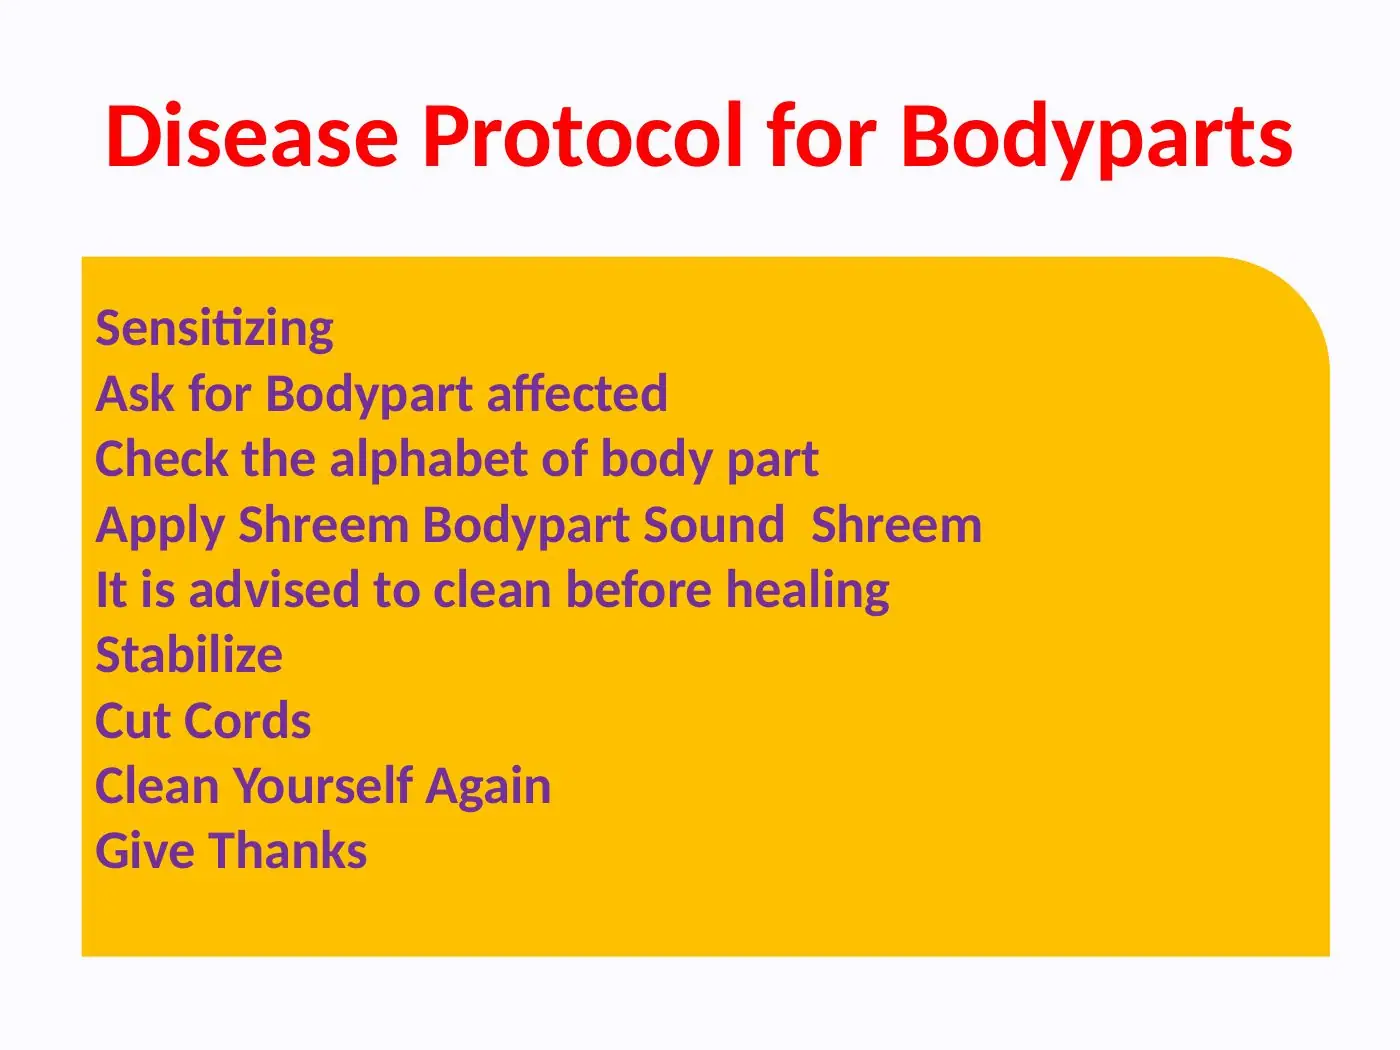 Disease Protocol for Bodyparts
Sensitizing
Ask for Bodypart affected
Check the alphabet of body part
Apply Shreem Bodypart Sound  Shreem
It is advised to clean before healing
Stabilize
Cut Cords
Clean Yourself Again
Give Thanks